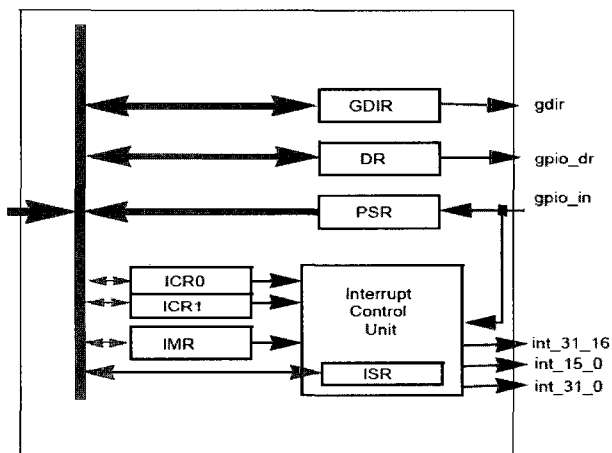 GDIR
gdir
DR
gpio_dr
PSR
gpio_in
ICR0
ICR1
IMR
Interrupt
Control
Unit
ISR
int_31_16
int_15_0
int_31_0